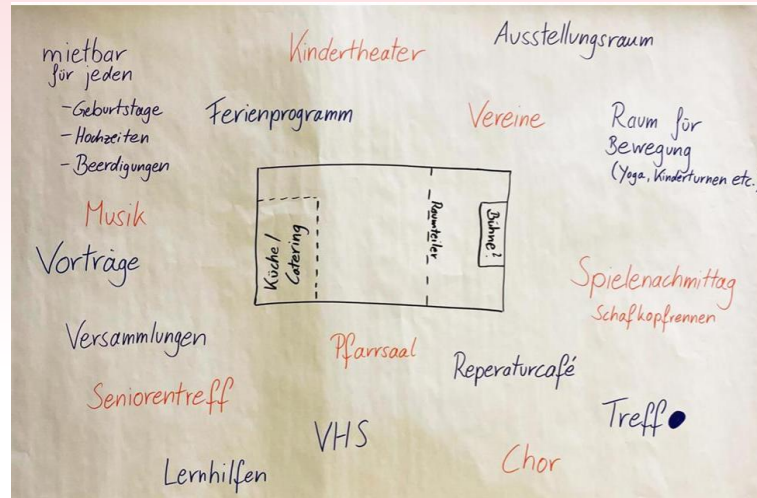 mietbar
für jeden
- Geburtstage
- Hochzeiten
- Beerdigungen
Kindertheater
Ausstellungsraum
Ferienprogramm
Vereine
Raum für
Bewegung
(Yoga, Kinderturnen etc.
Musik
Vorträge
Küche/
Catering
Raumteiler
Bühne?
Spielenachmittag
Schafkopfrennen
Versammlungen
Pfarrsaal
Reperaturcafé
Seniorentreff
Treff
VHS
Chor
Lernhilfen